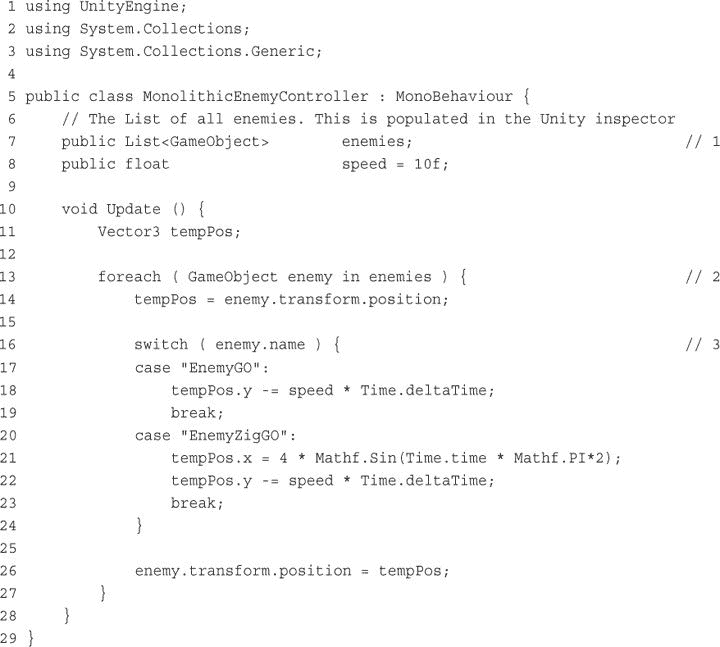 1 using UnityEngine;
2 using System.Collections;
3 using System.Collections.Generic;
4
5 public class MonolithicEnemyController : MonoBehaviour {
6     // The List of all enemies. This is populated in the Unity inspector
7     public List<GameObject>        enemies;                              // 1
8     public float                   speed = 10f;
9
10     void Update () {
11         Vector3 tempPos;
12
13         foreach ( GameObject enemy in enemies ) {                        // 2
14             tempPos = enemy.transform.position;
15
16             switch ( enemy.name ) {                                      // 3
17             case "EnemyGO":
18                 tempPos.y -= speed * Time.deltaTime;
19                 break;
20             case "EnemyZigGO":
21                 tempPos.x = 4 * Mathf.Sin(Time.time * Mathf.PI*2);
22                 tempPos.y -= speed * Time.deltaTime;
23                 break;
24             }
25
26             enemy.transform.position = tempPos;
27         }
28     }
29 }